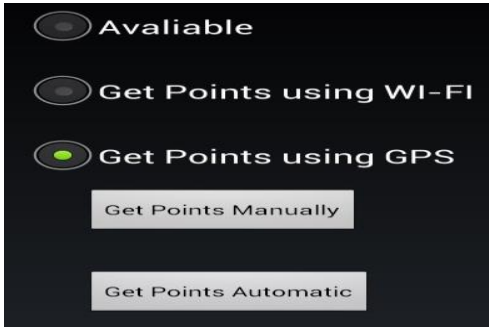 Avaliable
Get Points using WI-FI
Get Points using GPS
Get Points Manually
Get Points Automatic